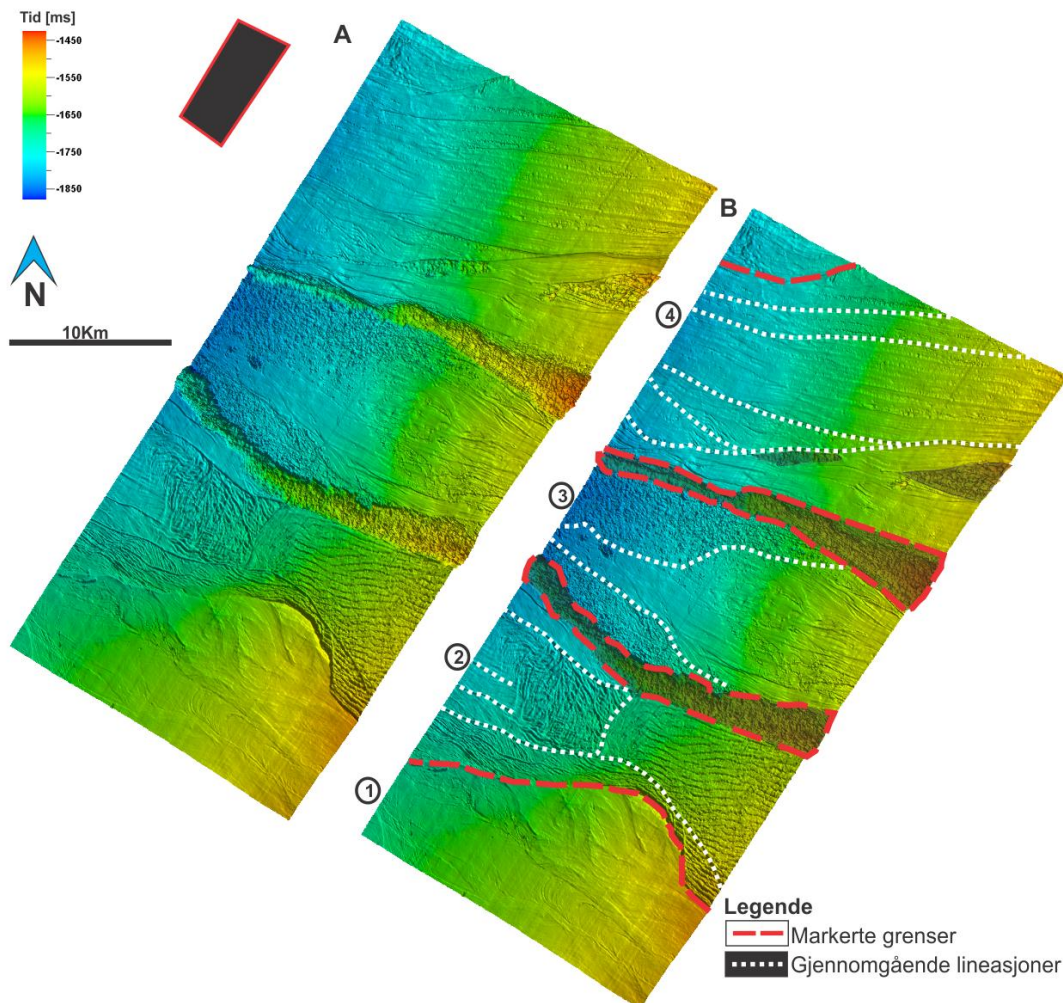 Tid [ms]
-1450
-1550
-1650
-1750
-1850
A
N
10Km
B
4
3
2
1
Legende
Markerte grenser
Gjennomgående lineasjoner